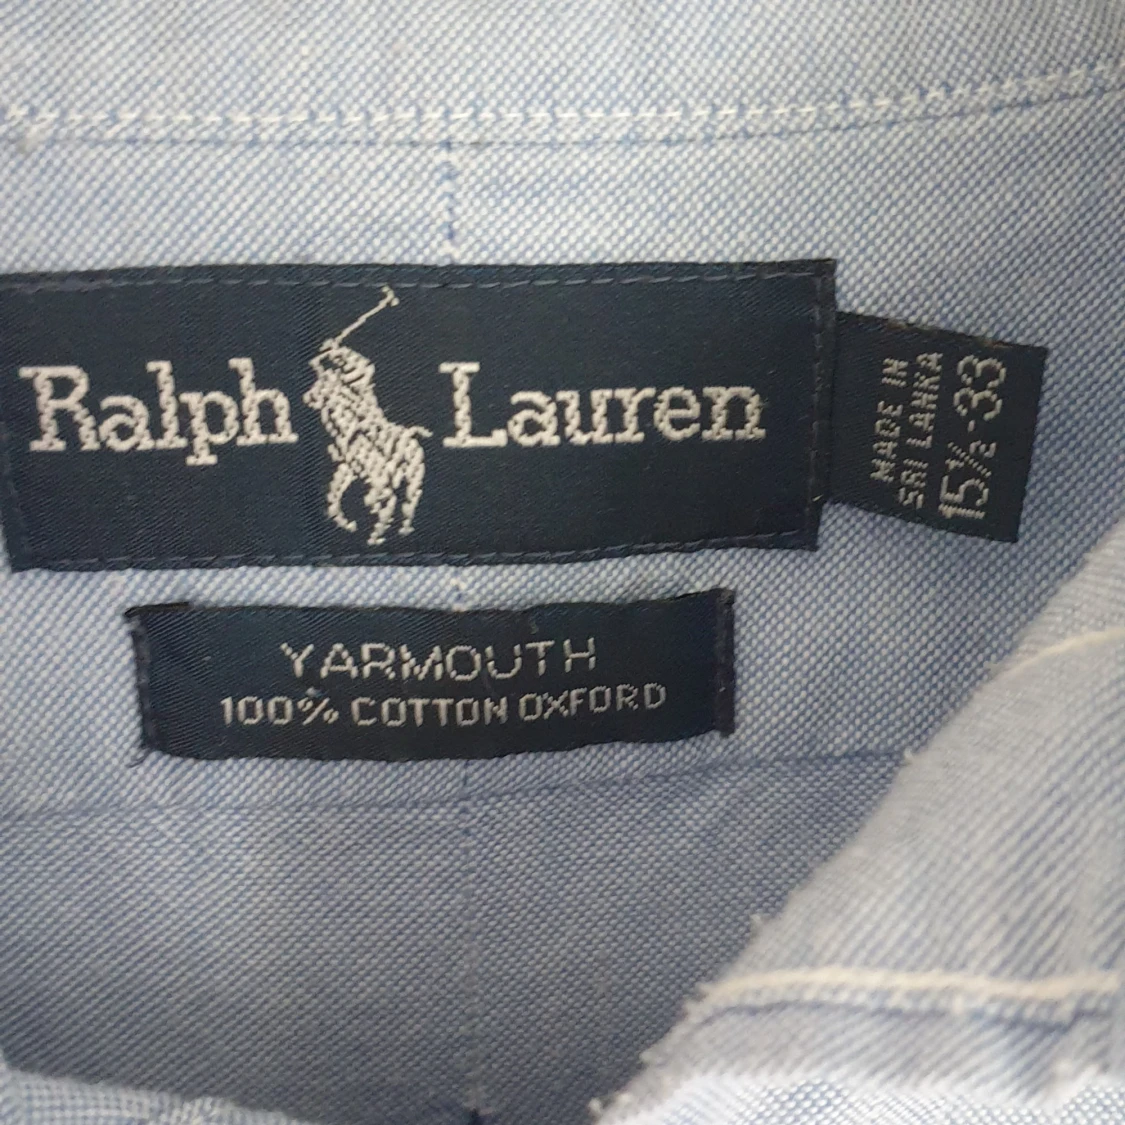 Ralph Lauren
MADE IN
SRI LANKA
15½-33
YARMOUTH
100% COTTON OXFORD